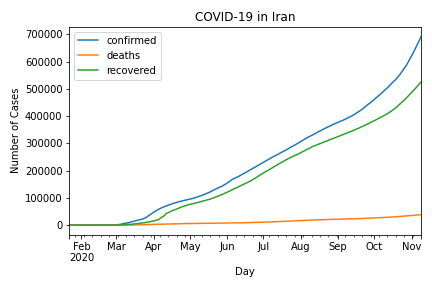 COVID-19 in Iran
confirmed
deaths
recovered
Number of Cases
700000
600000
500000
400000
300000
200000
100000
0
Feb Mar Apr May Jun Jul Aug Sep Oct Nov
2020
Day